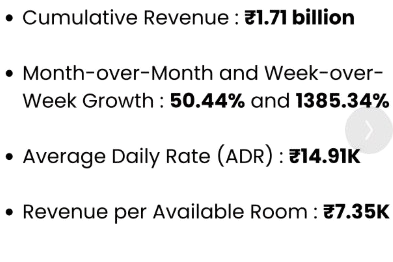 • Cumulative Revenue : ₹1.71 billion
• Month-over-Month and Week-over-
Week Growth : 50.44% and 1385.34%
• Average Daily Rate (ADR) : ₹14.91K
• Revenue per Available Room : ₹7.35K